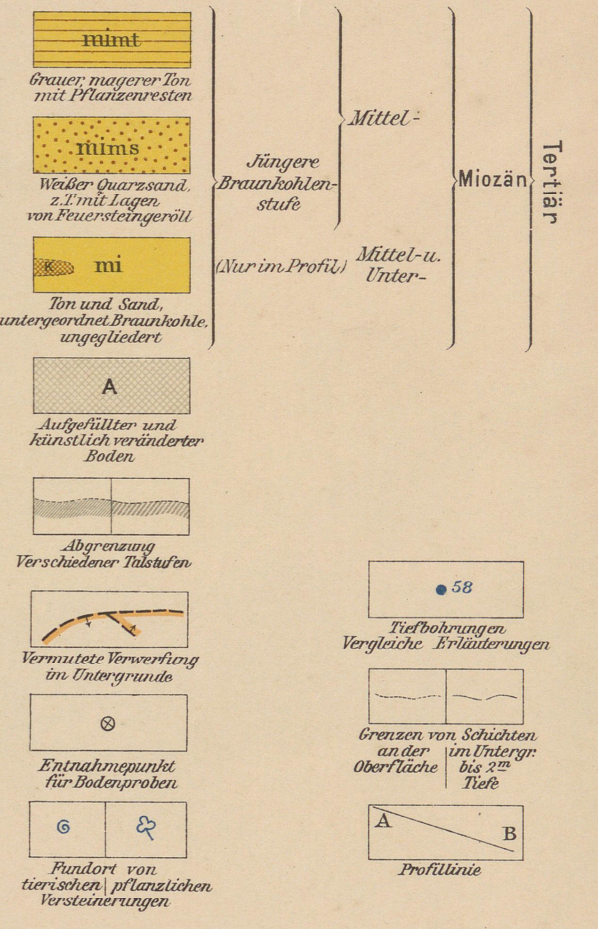 mimt
Grauer, magerer Ton
mit Pflanzenresten
mims
Weißer Quarzsand,
z.T. mit Lagen
von Feuersteingeröll
K mi
Ton und Sand,
untergeordnet Braunkohle,
ungegliedert
Jüngere
Braunkohlen-
stufe
(Nur im Profil)
Mittel-
Mittel- u.
Unter-
Miozän
Tertiär
A
Aufgefüllter und
künstlich veränderter
Boden
Abgrenzung
Verschiedener Talstufen
Vermutete Verwerfung
im Untergrunde
Entnahmepunkt
für Bodenproben
Fundort von
tierischen | pflanzlichen
Versteinerungen
58
Tiefbohrungen
Vergleiche Erläuterungen
Grenzen von Schichten
an der | im Untergr.
Oberfläche | bis 2m
Tiefe
A B
Profillinie